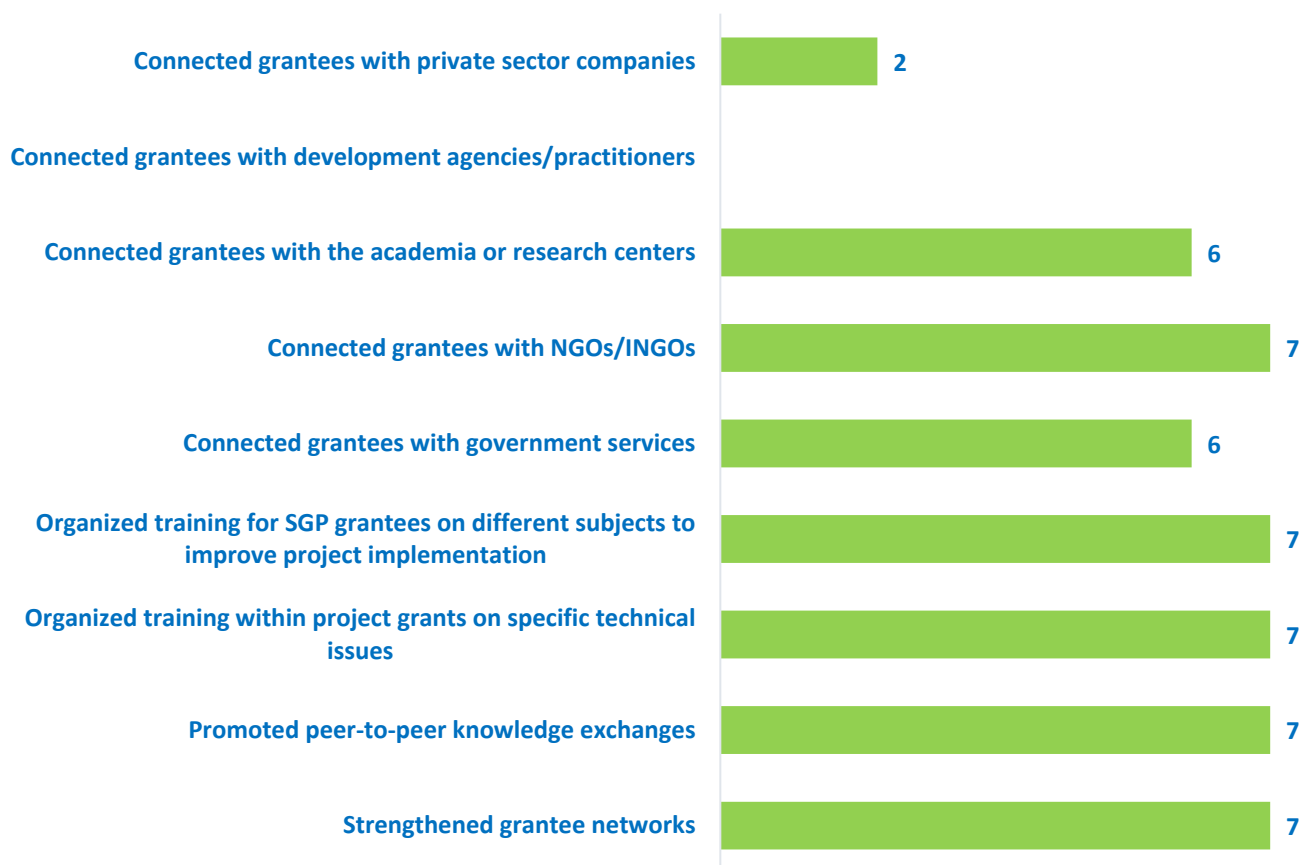 Connected grantees with private sector companies
2
Connected grantees with development agencies/practitioners
Connected grantees with the academia or research centers
6
Connected grantees with NGOs/INGOs
7
Connected grantees with government services
6
Organized training for SGP grantees on different subjects to
improve project implementation
7
Organized training within project grants on specific technical
issues
7
Promoted peer-to-peer knowledge exchanges
7
Strengthened grantee networks
7